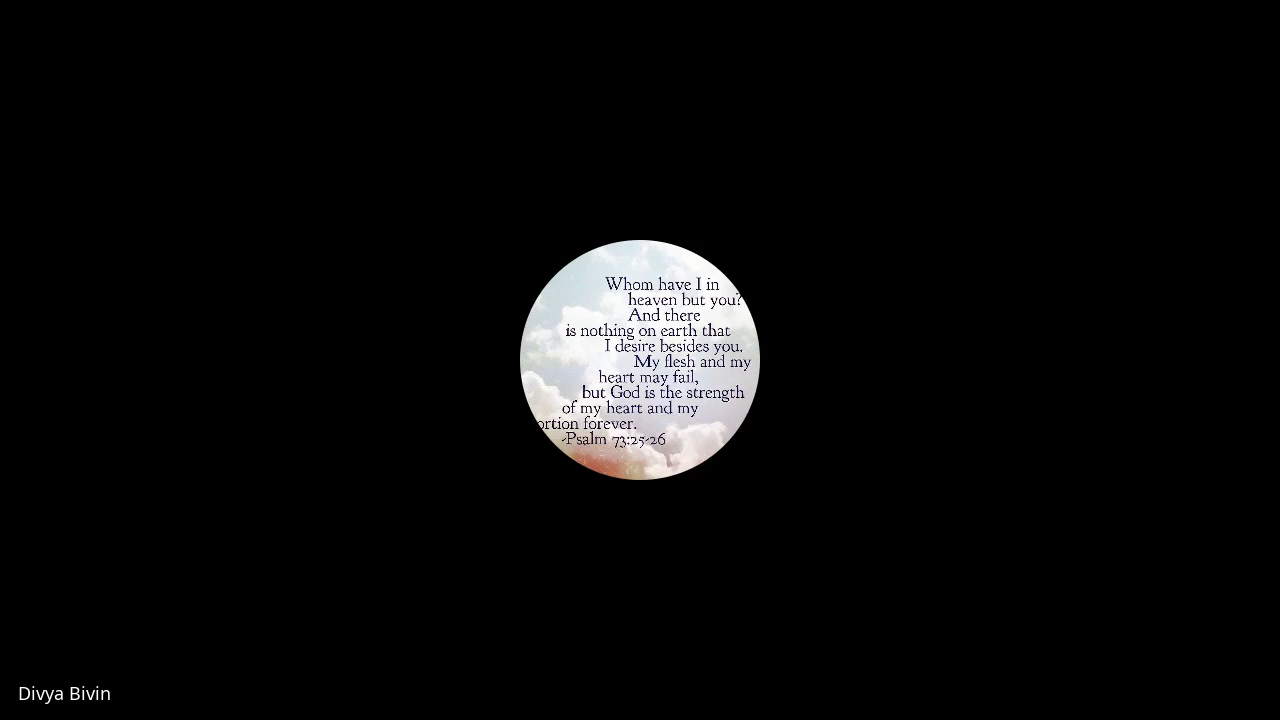 Whom have I in
heaven but you?
And there
is nothing on earth that
I desire besides you.
My flesh and my
heart may fail,
but God is the strength
of my heart and my
ortion forever.
-Psalm 73:25-26
Divya Bivin